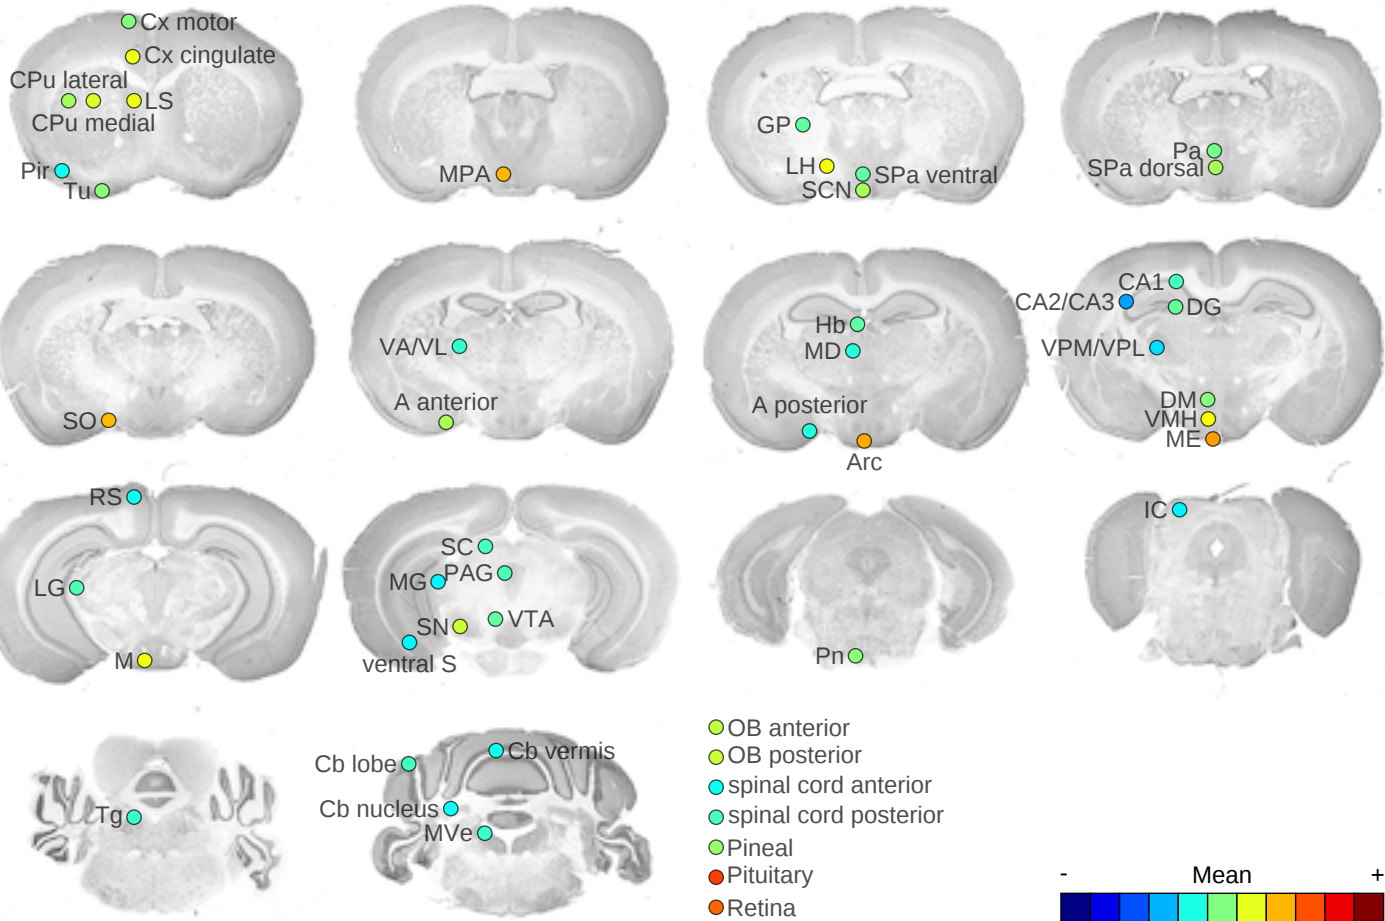 Cx motor
Cx cingulate
CPu lateral
LS
CPu medial
Pir
Tu
MPA
GP
LH
SPa ventral
SCN
Pa
SPa dorsal
SO
VA/VL
A anterior
Hb
MD
A posterior
Arc
CA1
CA2/CA3
DG
VPM/VPL
DM
VMH
ME
RS
LG
M
SC
MG
PAG
SN
VTA
ventral S
Pn
IC
Tg
Cb lobe
Cb vermis
Cb nucleus
MVe
OB anterior
OB posterior
spinal cord anterior
spinal cord posterior
Pineal
Pituitary
Retina
- Mean +